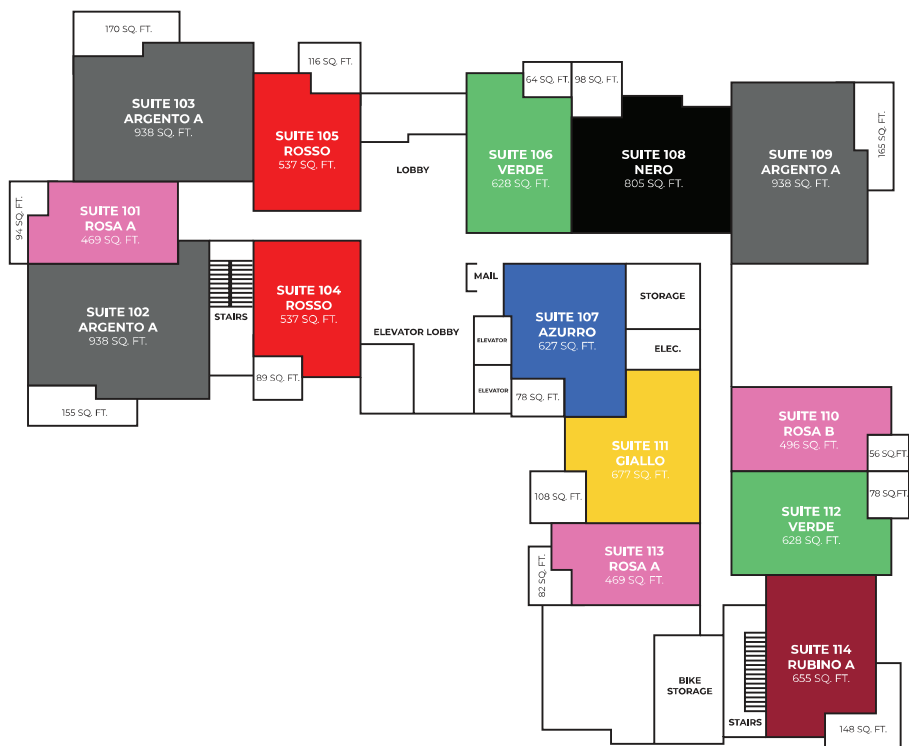 170 SQ. FT.
SUITE 103
ARGENTO A
938 SQ. FT.
116 SQ. FT.
SUITE 105
ROSSO
537 SQ. FT.
LOBBY
64 SQ. FT.
98 SQ. FT.
SUITE 106
VERDE
628 SQ. FT.
SUITE 108
NERO
805 SQ. FT.
SUITE 109
ARGENTO A
938 SQ. FT.
165 SQ. FT.
94 SQ. FT.
SUITE 101
ROSA A
469 SQ. FT.
SUITE 102
ARGENTO A
938 SQ. FT.
155 SQ. FT.
STAIRS
SUITE 104
ROSSO
537 SQ. FT.
89 SQ. FT.
ELEVATOR LOBBY
MAIL
ELEVATOR
ELEVATOR
SUITE 107
AZURRO
627 SQ. FT.
78 SQ. FT.
STORAGE
ELEC.
SUITE 111
GIALLO
677 SQ. FT.
108 SQ. FT.
SUITE 110
ROSA B
496 SQ. FT.
56 SQ.FT.
78 SQ.FT.
SUITE 112
VERDE
628 SQ. FT.
82 SQ. FT.
SUITE 113
ROSA A
469 SQ. FT.
SUITE 114
RUBINO A
655 SQ. FT.
BIKE
STORAGE
STAIRS
148 SQ. FT.